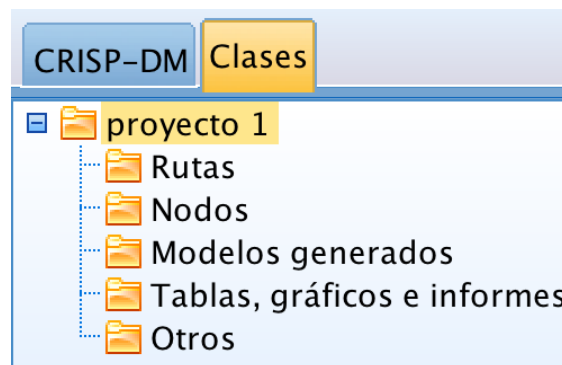 CRISP-DM Clases
proyecto 1
Rutas
Nodos
Modelos generados
Tablas, gráficos e informes
Otros